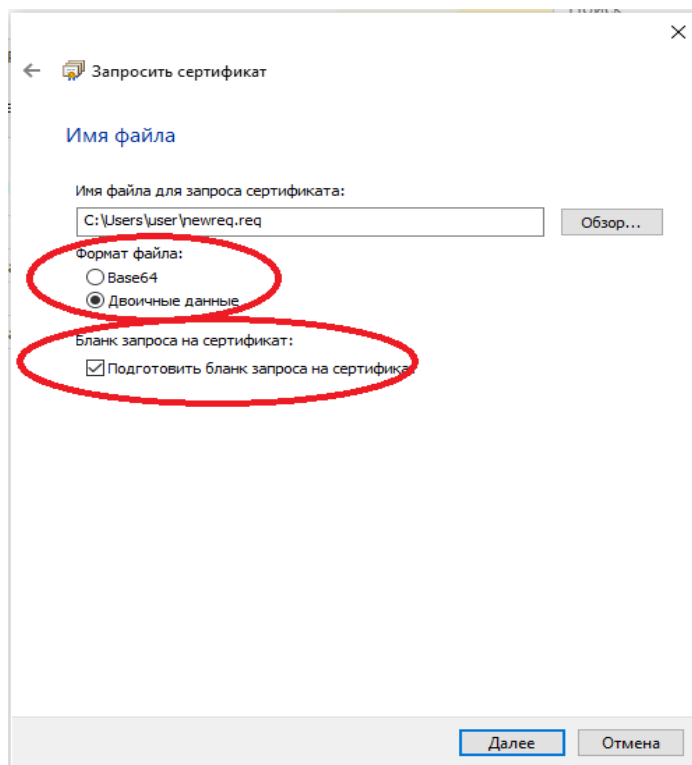 Запросить сертификат
Имя файла
Имя файла для запроса сертификата:
C:\Users\user\newreq.req
Обзор...
Формат файла:
Base64
Двоичные данные
Бланк запроса на сертификат:
Подготовить бланк запроса на сертификат
Далее
Отмена